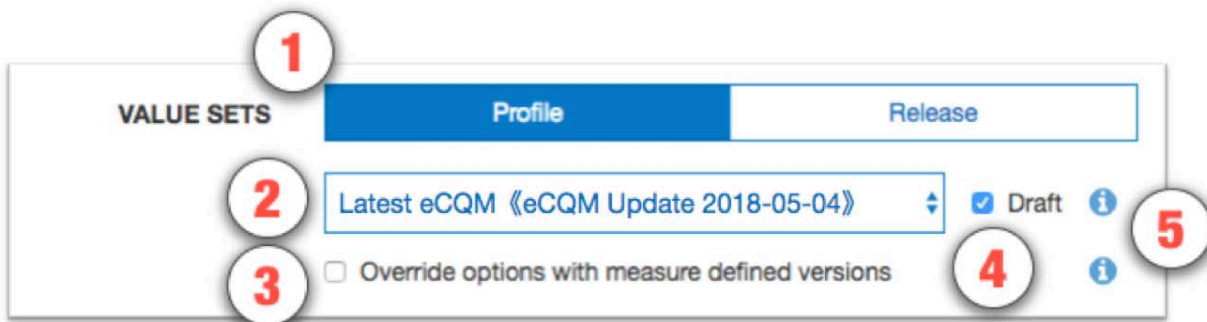 1
VALUE SETS Profile Release
2 Latest eCQM 《eCQM Update 2018-05-04》 Draft 5
3 Override options with measure defined versions 4